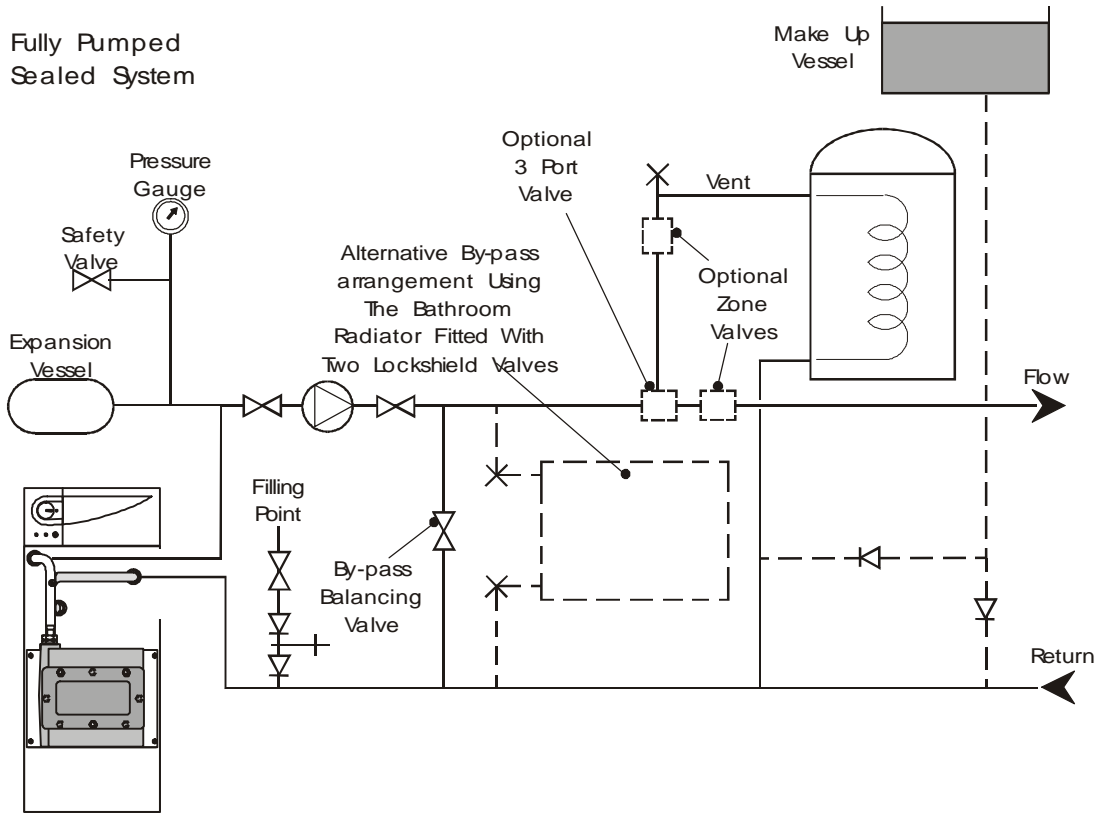 Fully Pumped
Sealed System
Make Up
Vessel
Optional
3 Port
Valve
Pressure
Gauge
Vent
Safety
Valve
Alternative By-pass
arrangement Using
The Bathroom
Radiator Fitted With
Two Lockshield Valves
Optional
Zone
Valves
Expansion
Vessel
Flow
Filling
Point
By-pass
Balancing
Valve
Return